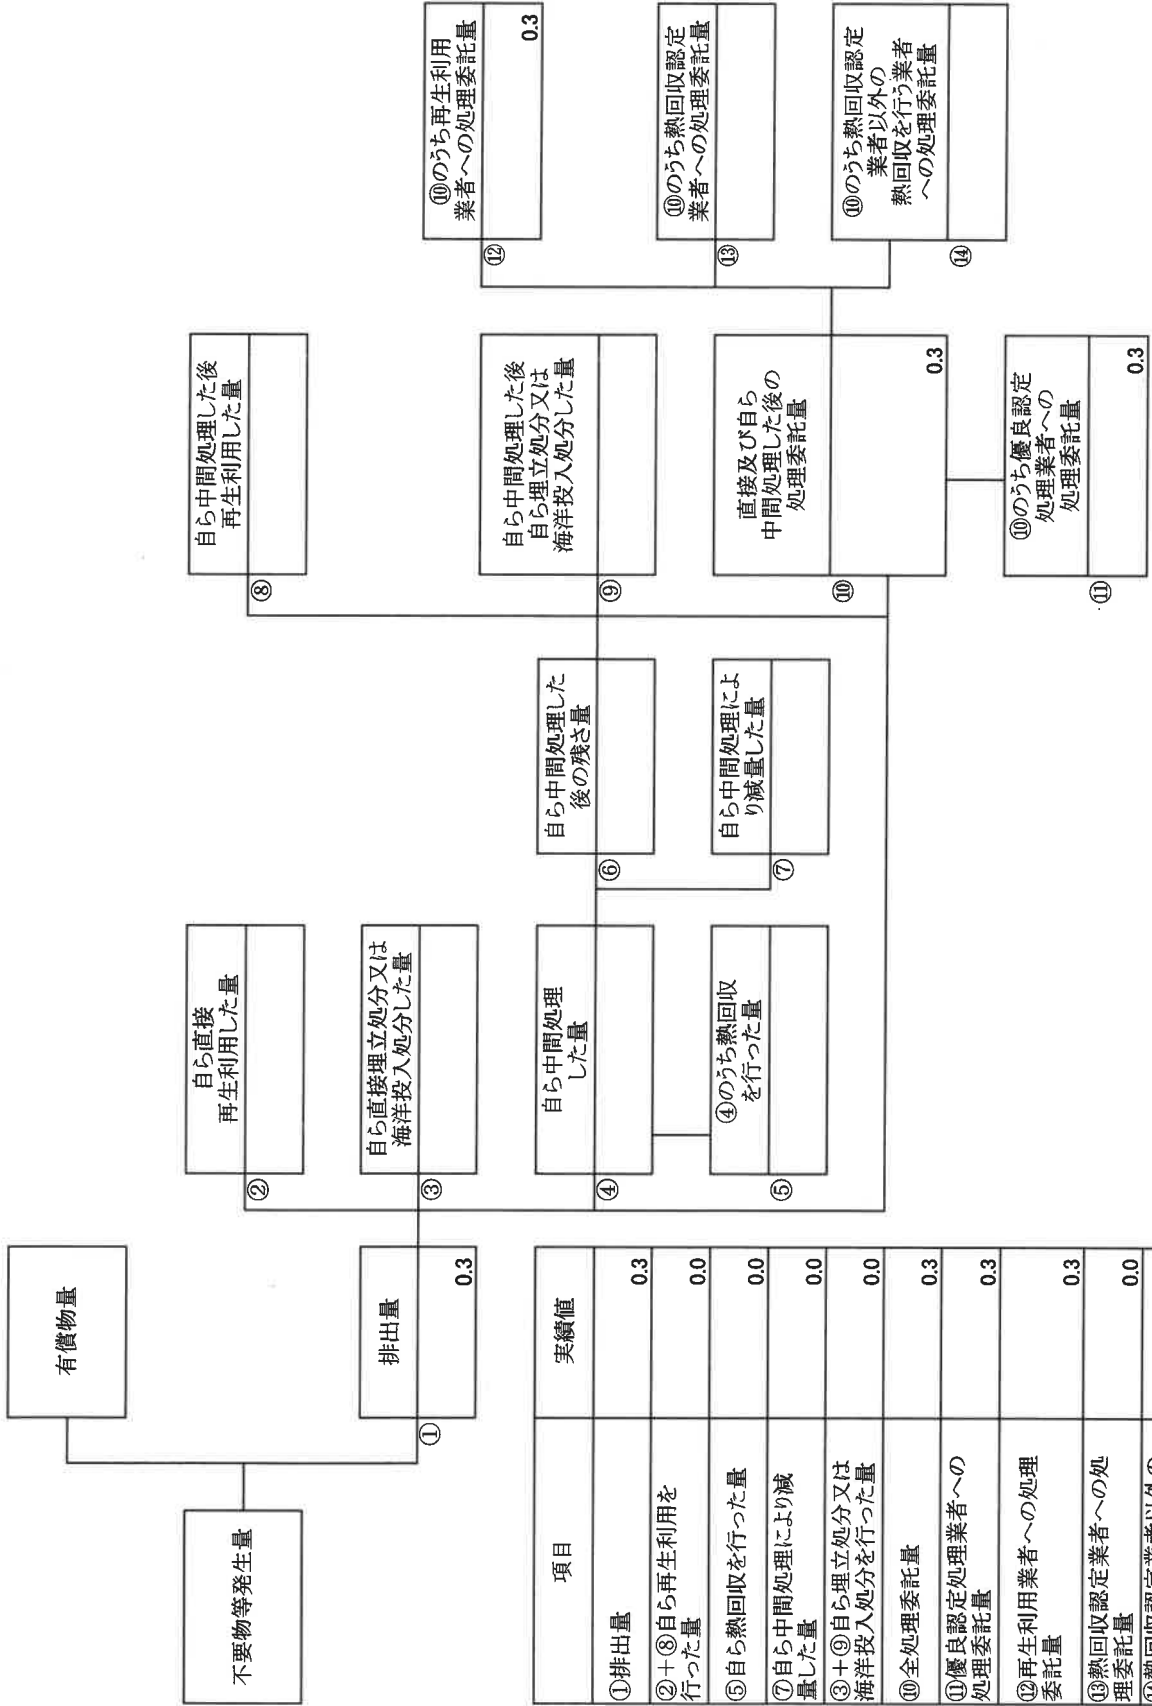 不要物等発生量
有償物量
排出量
①
0.3
自ら直接
再生利用した量
②
自ら直接埋立処分又は
海洋投入処分した量
③
自ら中間処理
した量
④
④のうち熱回収
を行った量
⑤
自ら中間処理した
後の残さ量
⑥
自ら中間処理によ
り減量した量
⑦
自ら中間処理した後
再生利用した量
⑧
自ら中間処理した後
自ら埋立処分又は
海洋投入処分した量
⑨
直接及び自ら
中間処理した後の
処理委託量
⑩
0.3
⑩のうち優良認定
処理業者への
処理委託量
⑪
0.3
⑩のうち再生利用
業者への処理委託量
⑫
0.3
⑩のうち熱回収認定
業者への処理委託量
⑬
⑩のうち熱回収認定
業者以外の
熱回収を行う業者
への処理委託量
⑭
項目 実績値
①排出量 0.3
②+⑧自ら再生利用を
行った量 0.0
⑤自ら熱回収を行った量 0.0
⑦自ら中間処理により減
量した量 0.0
③+⑨自ら埋立処分又は
海洋投入処分を行った量 0.0
⑩全処理委託量 0.3
⑪優良認定処理業者への
処理委託量 0.3
⑫再生利用業者への処理
委託量 0.3
⑬熱回収認定業者への処
理委託量 0.0
⑭熱回収認定業者以外の